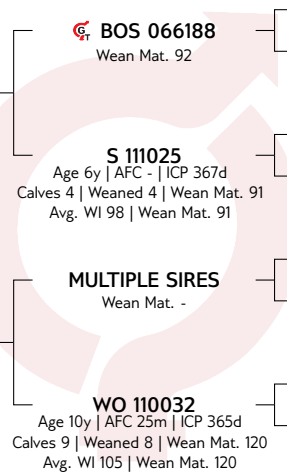 GT BOS 066188
Wean Mat. 92
S 111025
Age 6y | AFC - | ICP 367d
Calves 4 | Weaned 4 | Wean Mat. 91
Avg. WI 98 | Wean Mat. 91
MULTIPLE SIRES
Wean Mat. -
WO 110032
Age 10y | AFC 25m | ICP 365d
Calves 9 | Weaned 8 | Wean Mat. 120
Avg. WI 105 | Wean Mat. 120